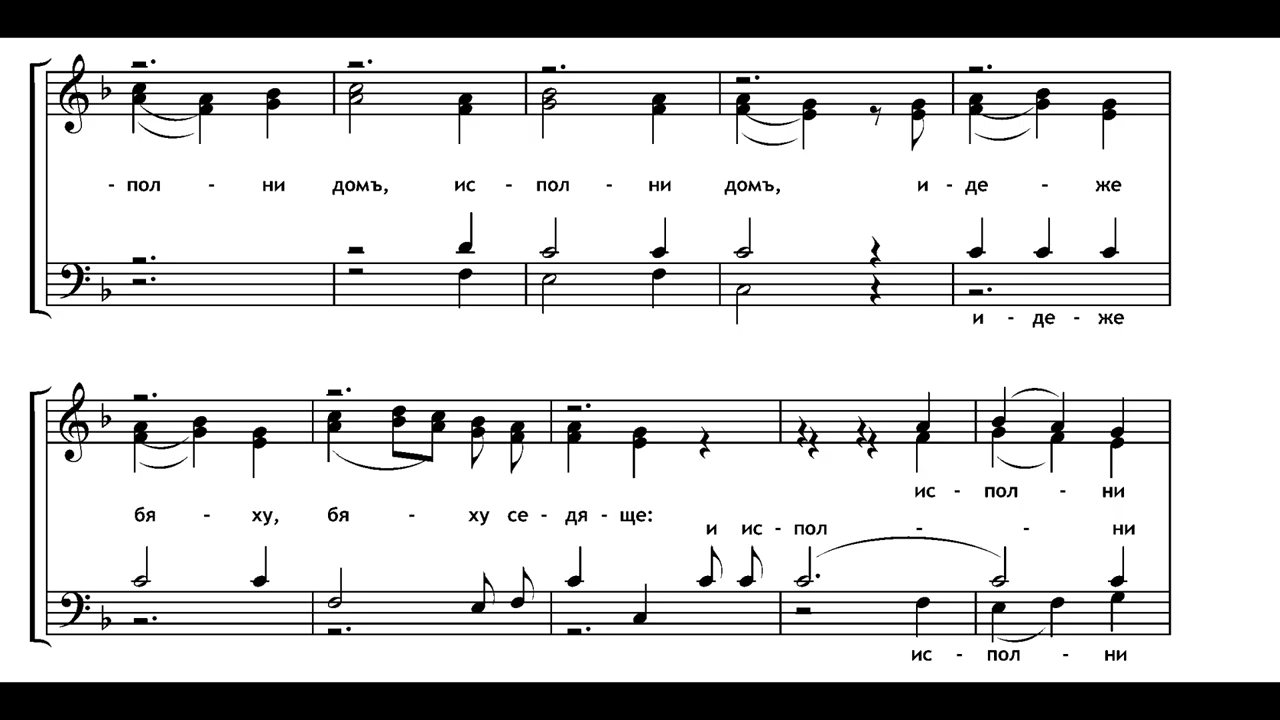 - пол - ни домъ, ис - пол - ни домъ, и - де - же
и - де - же
ис - пол - ни
бя - ху, бя - ху се - дя - ще:
и ис - пол - - ни
ис - пол - ни